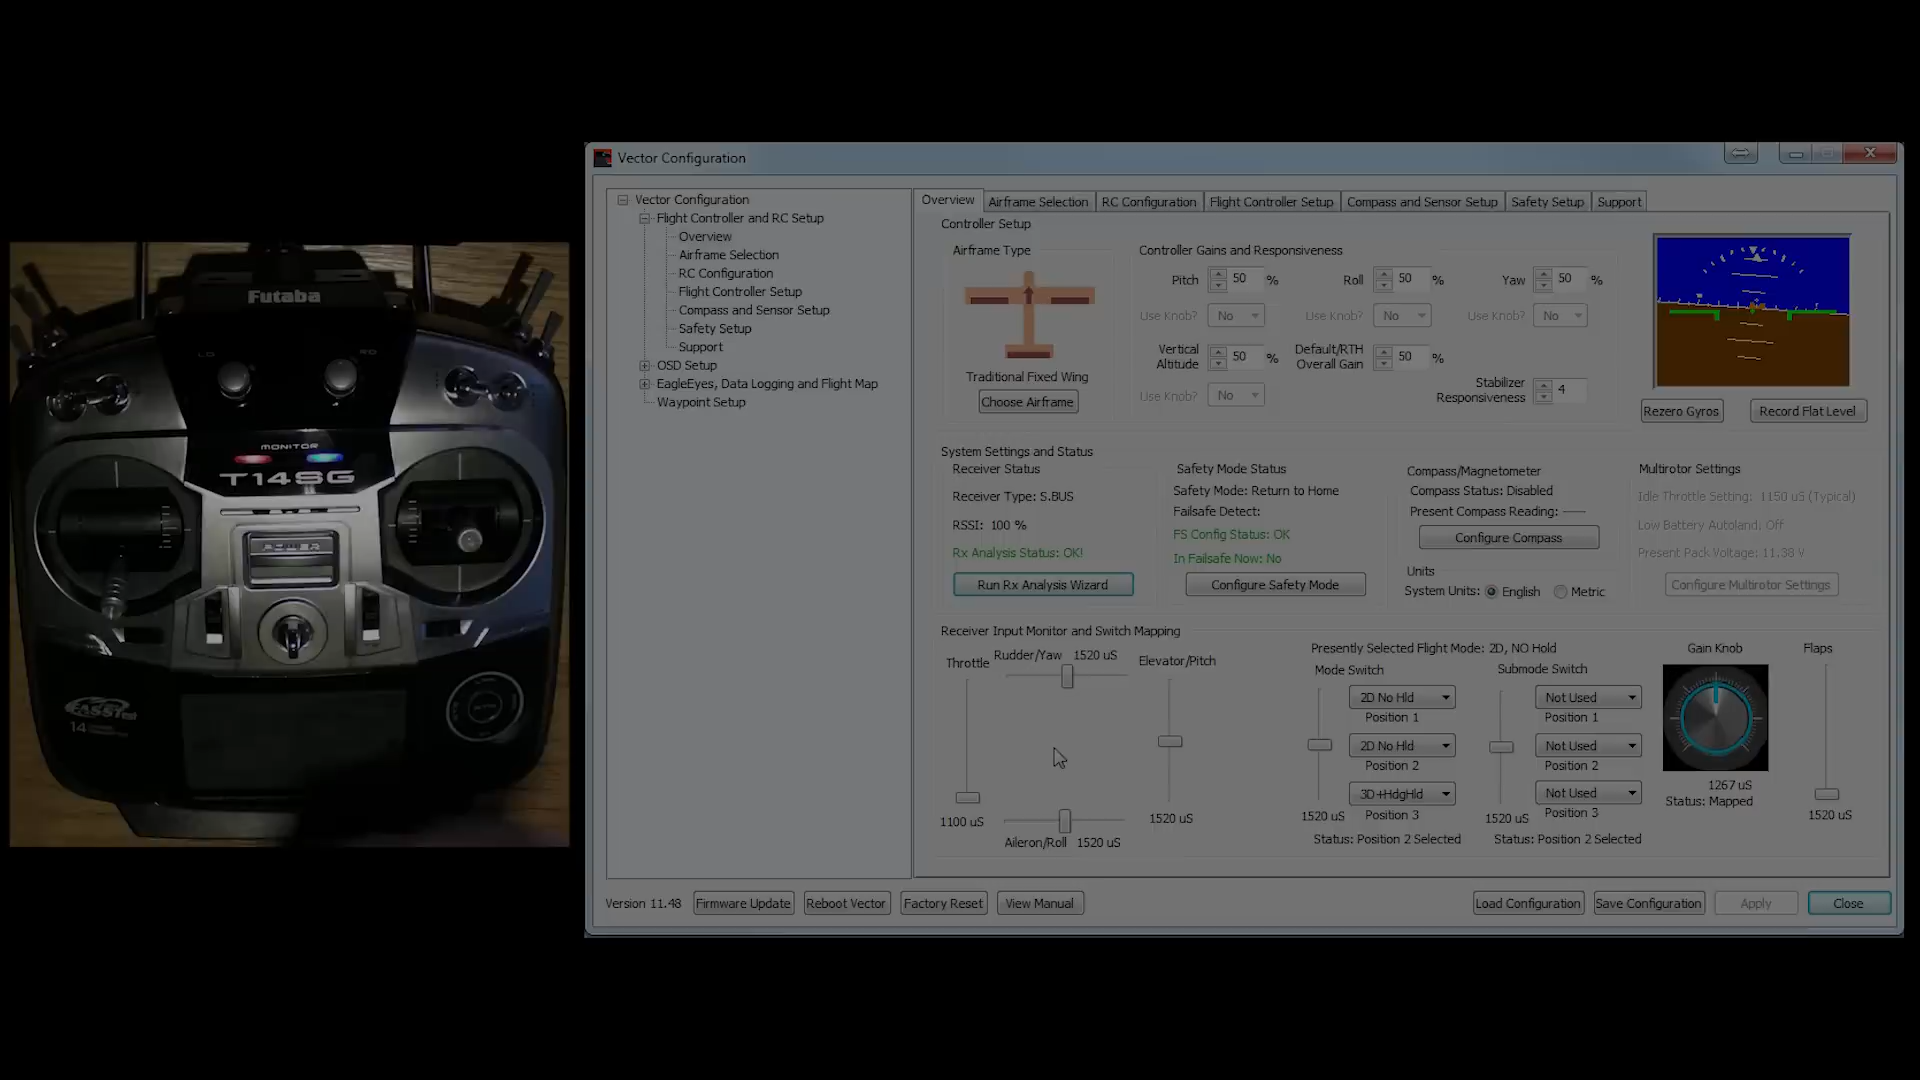 Futaba
MONITOR
T14SG
POWER
14
Vector Configuration
Vector Configuration
Flight Controller and RC Setup
Overview
Airframe Selection
RC Configuration
Flight Controller Setup
Compass and Sensor Setup
Safety Setup
Support
OSD Setup
EagleEyes, Data Logging and Flight Map
Waypoint Setup
Overview Airframe Selection RC Configuration Flight Controller Setup Compass and Sensor Setup Safety Setup Support
Controller Setup
Airframe Type
Traditional Fixed Wing
Choose Airframe
Controller Gains and Responsiveness
Pitch 50 % Roll 50 % Yaw 50 %
Use Knob? No Use Knob? No Use Knob? No
Vertical Altitude 50 % Default/RTH Overall Gain 50 %
Use Knob? No
Stabilizer Responsiveness 4
Rezero Gyros Record Flat Level
System Settings and Status
Receiver Status
Receiver Type: S.BUS
RSSI: 100 %
Rx Analysis Status: OK!
Run Rx Analysis Wizard
Safety Mode Status
Safety Mode: Return to Home
Failsafe Detect:
FS Config Status: OK
In Failsafe Now: No
Configure Safety Mode
Compass/Magnetometer
Compass Status: Disabled
Present Compass Reading: ----
Configure Compass
Units
System Units: English Metric
Multirotor Settings
Idle Throttle Setting: 1150 uS (Typical)
Low Battery Autoland: Off
Present Pack Voltage: 11.38 V
Configure Multirotor Settings
Receiver Input Monitor and Switch Mapping
Throttle
1100 uS
Rudder/Yaw 1520 uS
Aileron/Roll 1520 uS
Elevator/Pitch
1520 uS
Presently Selected Flight Mode: 2D, NO Hold
Mode Switch
2D No Hld
Position 1
2D No Hld
Position 2
3D+HdgHld
1520 uS Position 3
Status: Position 2 Selected
Submode Switch
Not Used
Position 1
Not Used
Position 2
Not Used
1520 uS Position 3
Status: Position 2 Selected
Gain Knob
1267 uS
Status: Mapped
Flaps
1520 uS
Version 11.48 Firmware Update Reboot Vector Factory Reset View Manual Load Configuration Save Configuration Apply Close